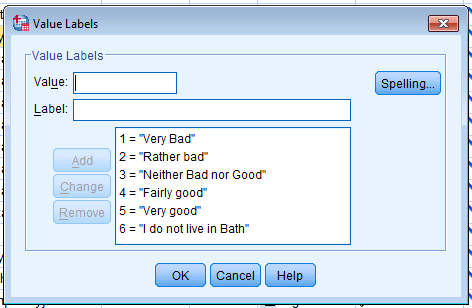 Value Labels
Value Labels
Value:
Spelling...
Label:
Add
Change
Remove
1 = "Very Bad"
2 = "Rather bad"
3 = "Neither Bad nor Good"
4 = "Fairly good"
5 = "Very good"
6 = "I do not live in Bath"
OK
Cancel
Help